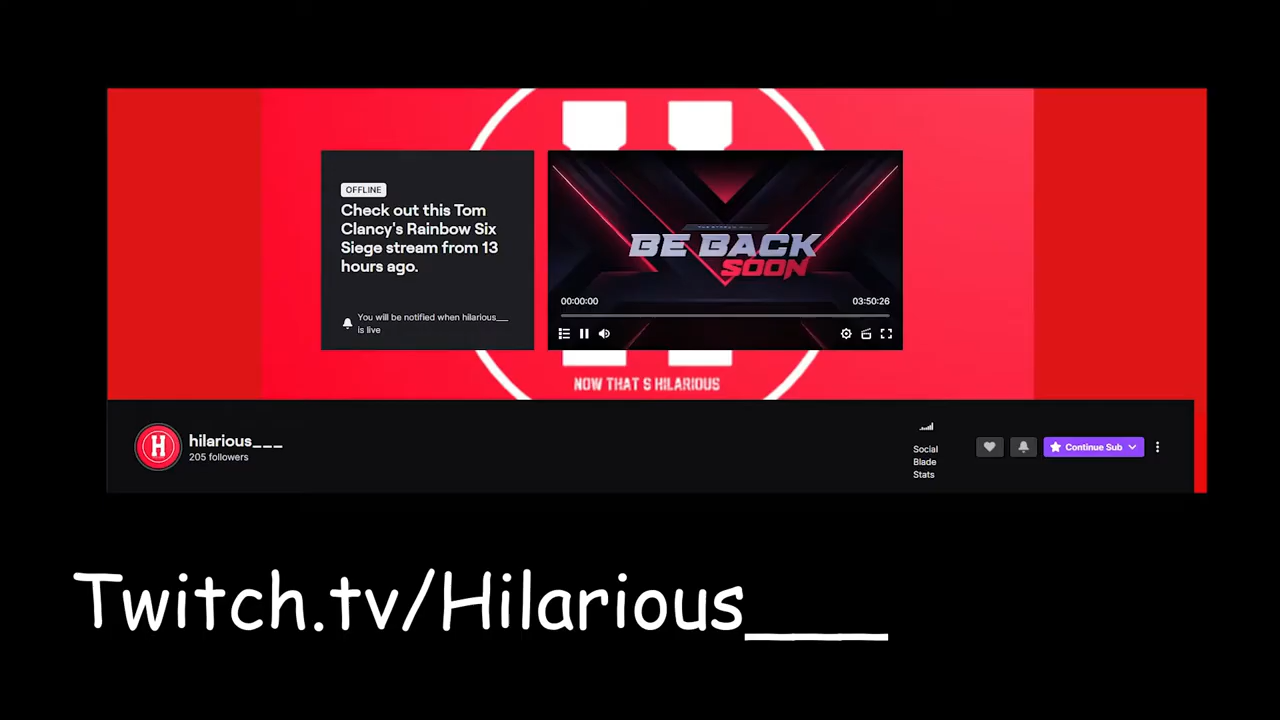 OFFLINE
Check out this Tom
Clancy's Rainbow Six
Siege stream from 13
hours ago.
You will be notified when hilarious___
is live
BE BACK
SOON
00:00:00
03:50:26
NOW THAT S HILARIOUS
H
hilarious___
205 followers
Social
Blade
Stats
Continue Sub
Twitch.tv/Hilarious___